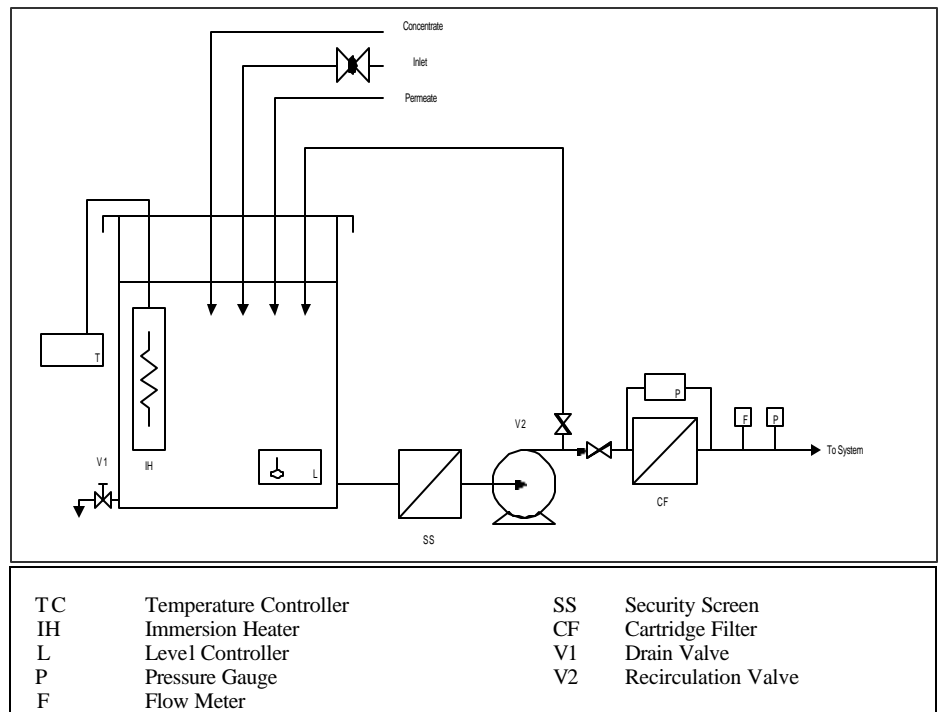 Concentrate
Inlet
Permeate
T
V1
IH
L
SS
V2
P
CF
F
P
To System
TC Temperature Controller
IH Immersion Heater
L Level Controller
P Pressure Gauge
F Flow Meter
SS Security Screen
CF Cartridge Filter
V1 Drain Valve
V2 Recirculation Valve